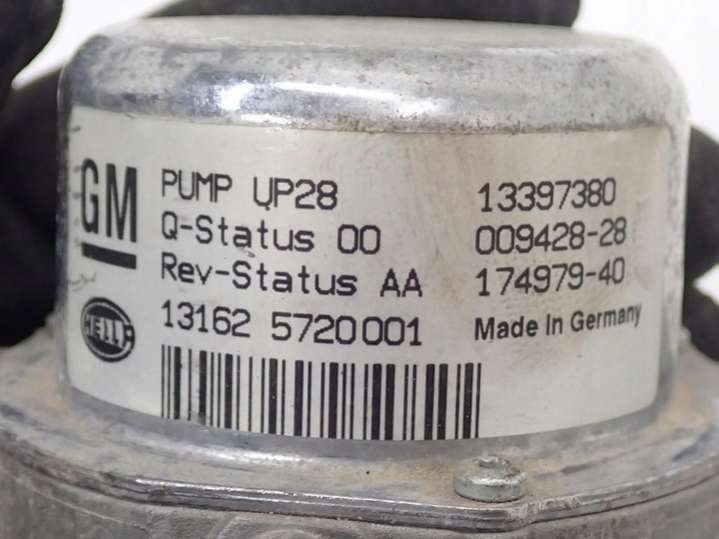 GM
PUMP UP28 13397380
Q-Status 00 009428-28
Rev-Status AA 174979-40
HELLA 13162 5720001 Made In Germany